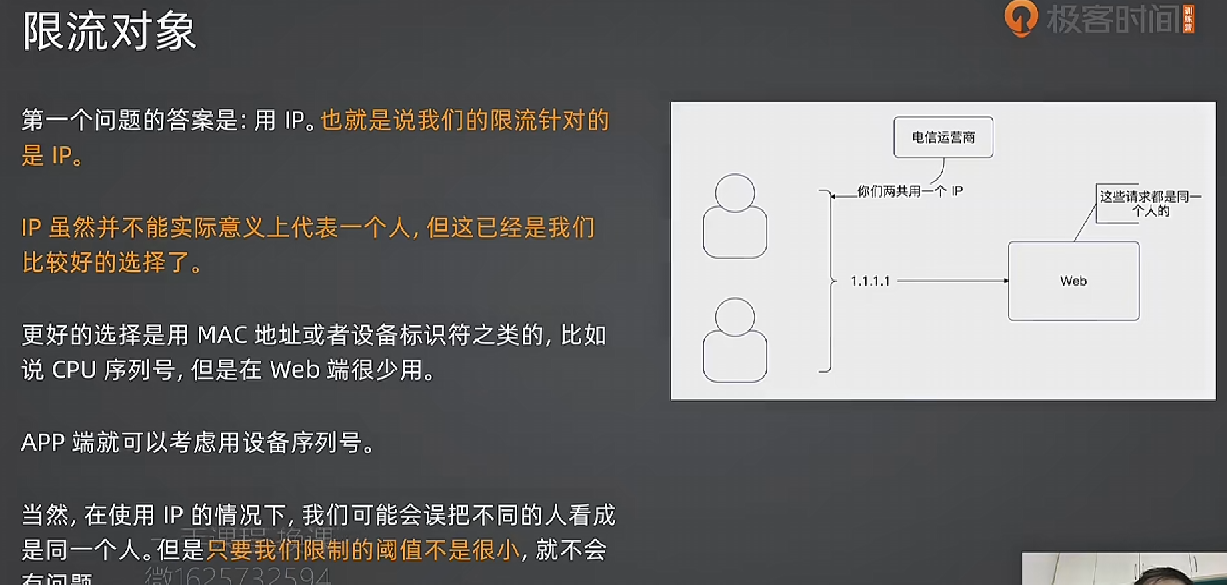 限流对象
极客时间
训练营
第一个问题的答案是：用 IP。也就是说我们的限流针对的
是 IP。
IP 虽然并不能实际意义上代表一个人，但这已经是我们
比较好的选择了。
更好的选择是用 MAC 地址或者设备标识符之类的，比如
说 CPU 序列号，但是在 Web 端很少用。
APP 端就可以考虑用设备序列号。
当然，在使用 IP 的情况下，我们可能会误把不同的人看成
是同一个人。但是只要我们限制的阈值不是很小，就不会
有问题
微1625732594
电信运营商
你们两共用一个 IP
这些请求都是同一
个人的
1.1.1.1
Web